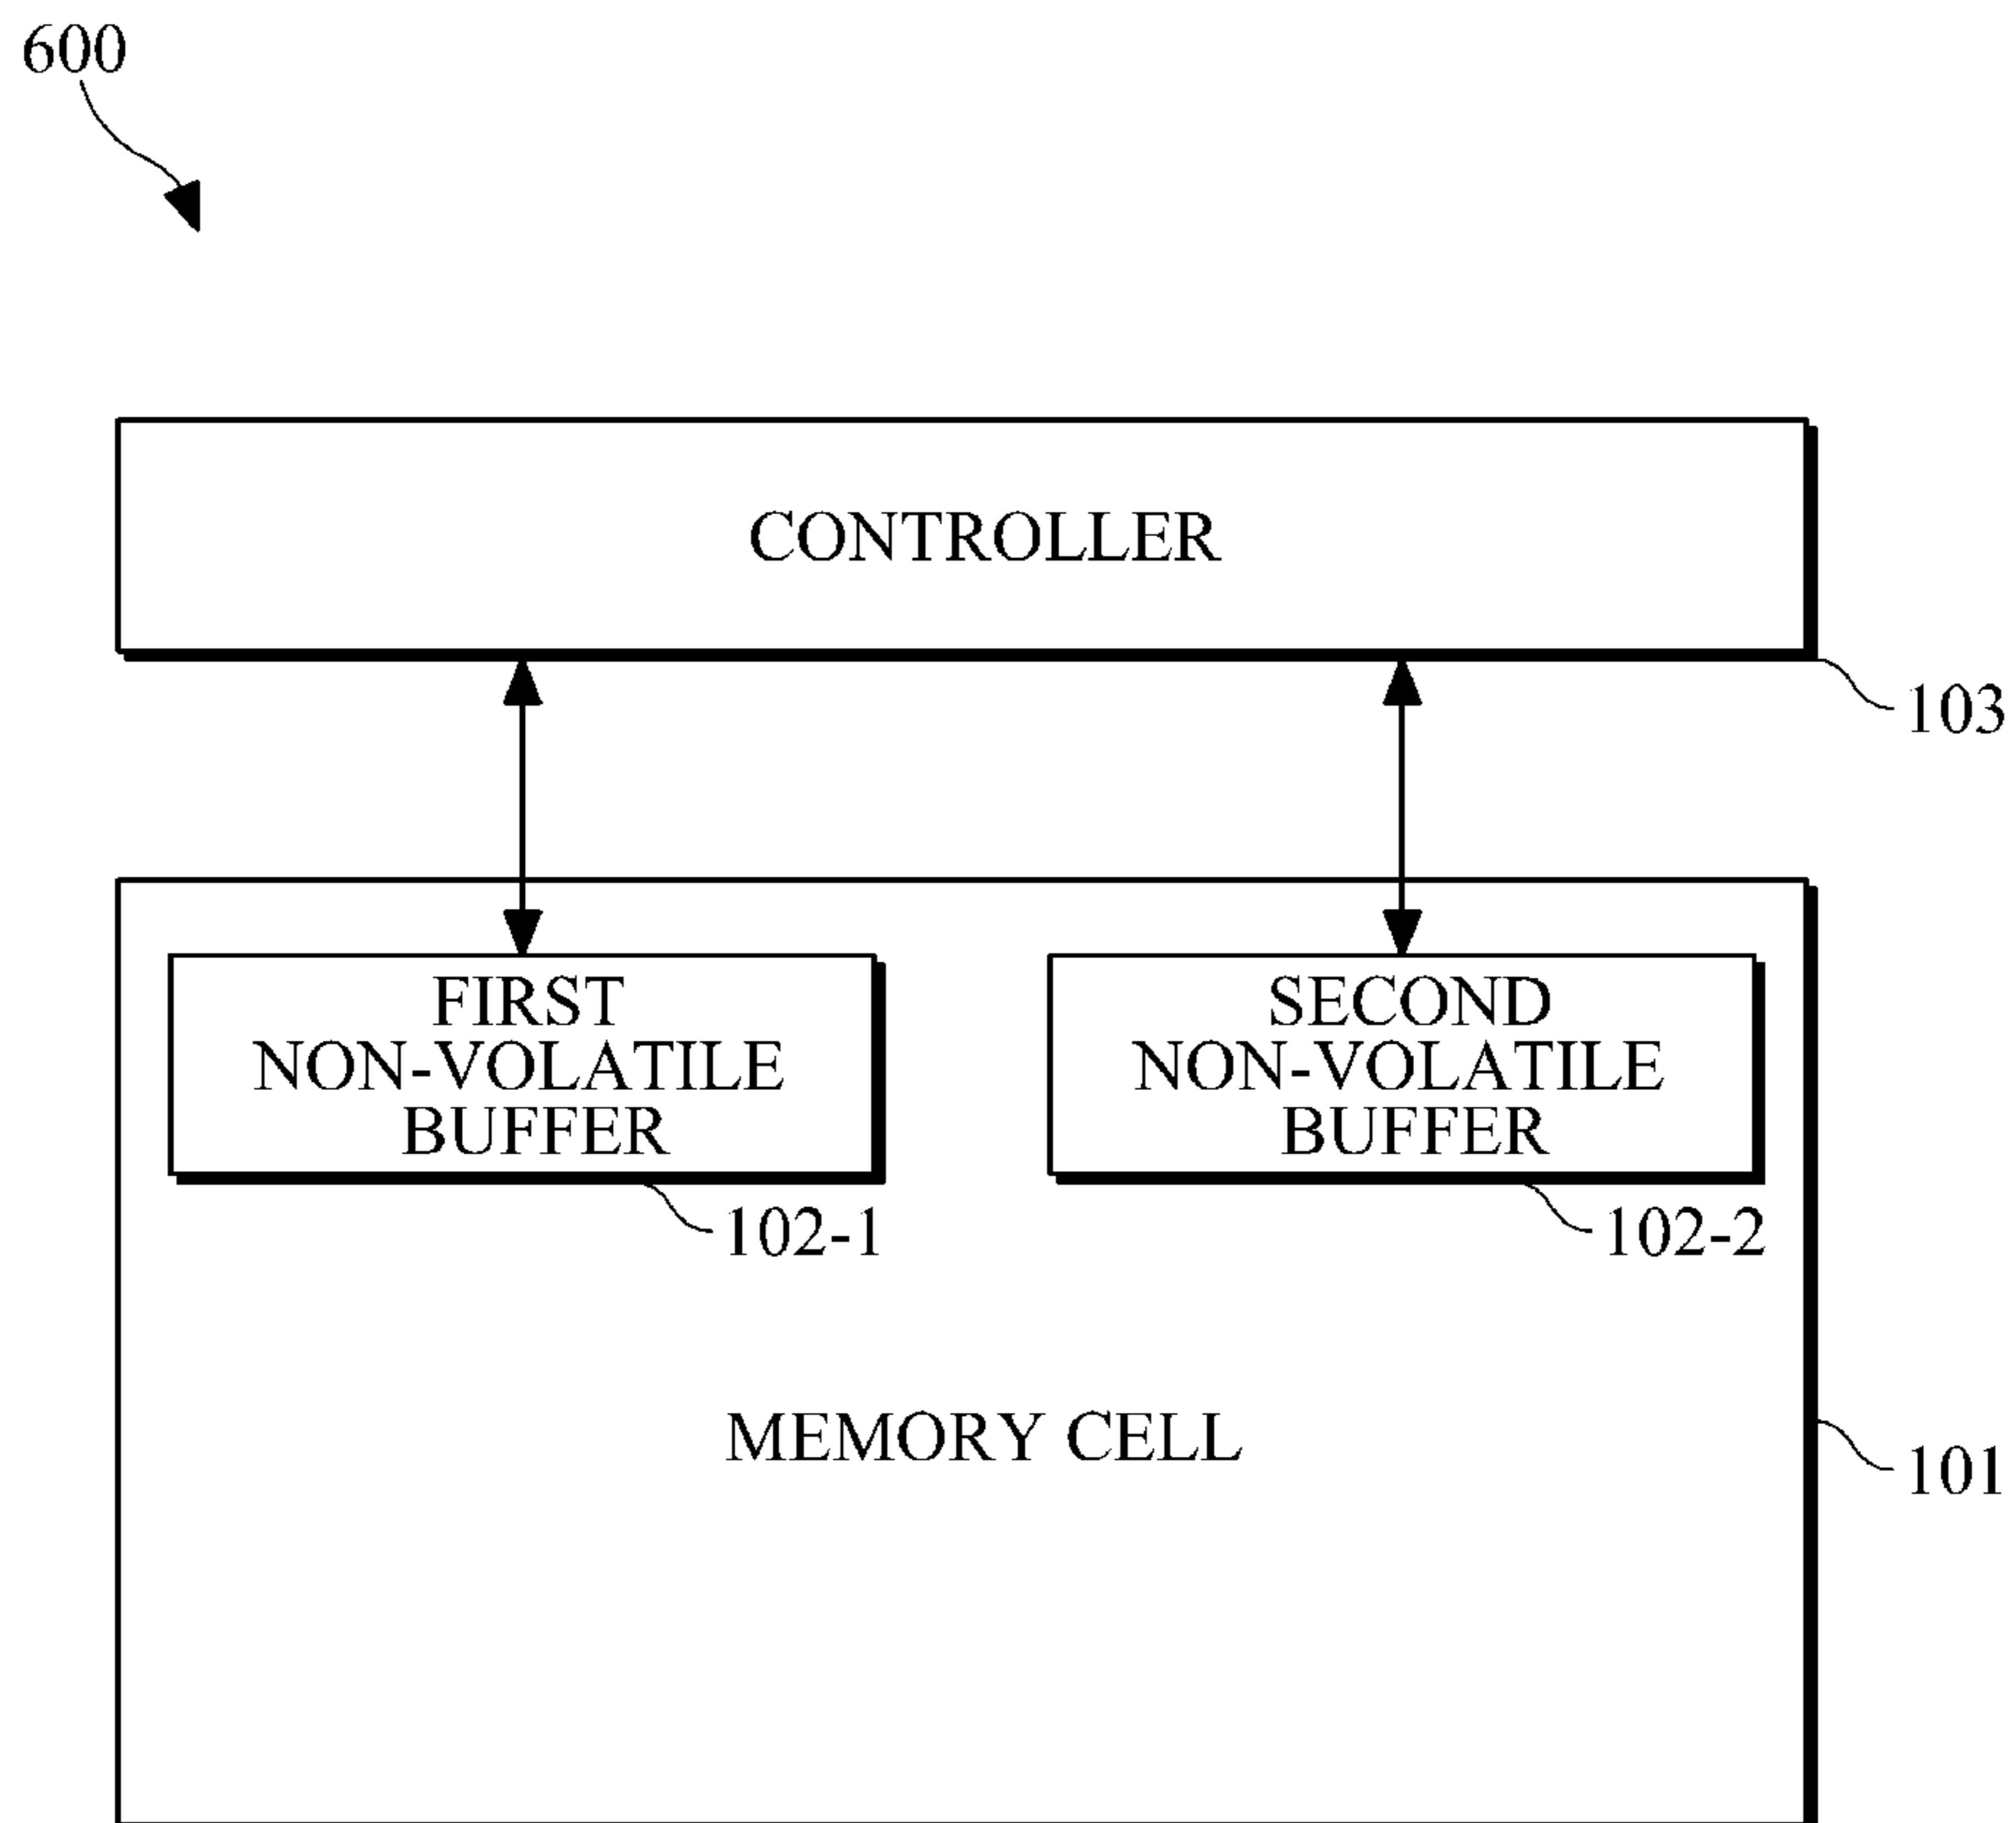 600
CONTROLLER
103
FIRST
NON-VOLATILE
BUFFER
102-1
SECOND
NON-VOLATILE
BUFFER
102-2
MEMORY CELL
101